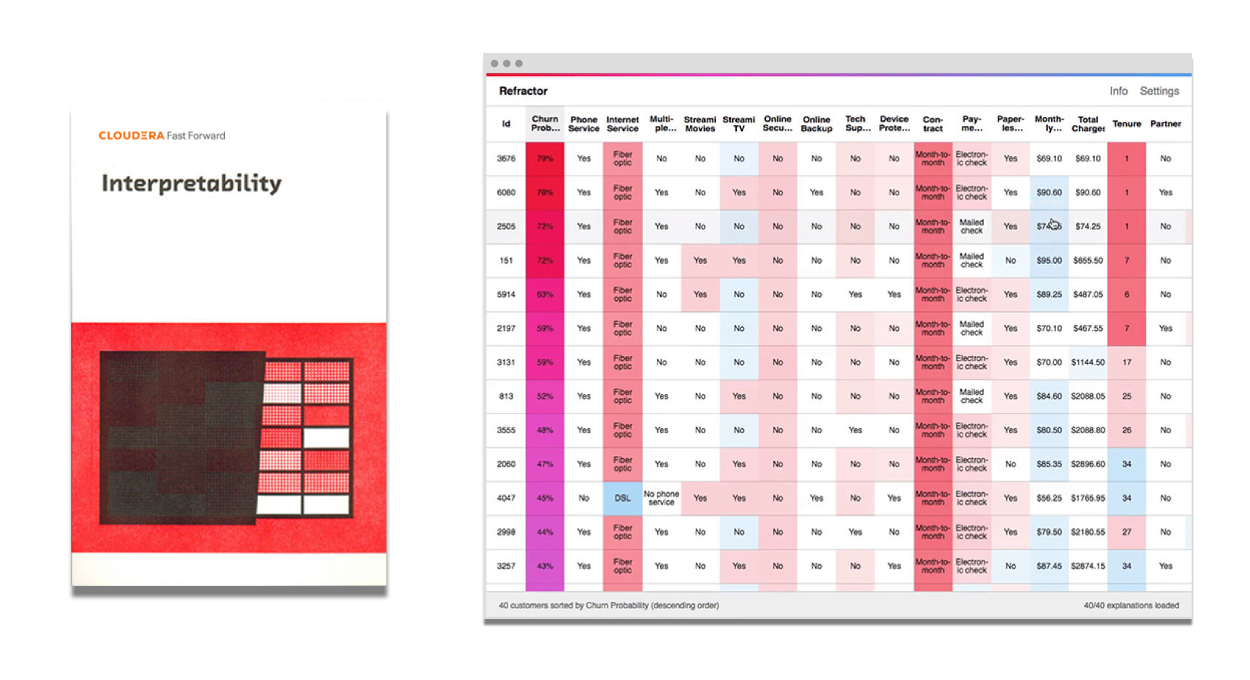 CLOUDERA Fast Forward
Interpretability
Refractor Info Settings
Id Churn Prob... Phone Service Internet Service Multi-ple... Streami Movies Streami TV Online Secu... Online Backup Tech Sup... Device Prote... Con-tract Pay-me... Paper-les... Month-ly... Total Charges Tenure Partner
3676 79% Yes Fiber optic No No No No No No No Month-to-month Electron-ic check Yes $69.10 $69.10 1 No
6080 78% Yes Fiber optic Yes No Yes No Yes No No Month-to-month Electron-ic check Yes $90.60 $90.60 1 Yes
2505 72% Yes Fiber optic Yes No No No No No No Month-to-month Mailed check Yes $74.25 1 No
151 72% Yes Fiber optic Yes Yes Yes No No No No Month-to-month Mailed check No $95.00 $655.50 7 No
5914 63% Yes Fiber optic No Yes No No No Yes Yes Month-to-month Electron-ic check Yes $89.25 $487.05 6 No
2197 59% Yes Fiber optic No No No No No No No Month-to-month Mailed check Yes $70.10 $467.55 7 Yes
3131 59% Yes Fiber optic No No No No No No No Month-to-month Electron-ic check Yes $70.00 $1144.50 17 No
813 52% Yes Fiber optic Yes No Yes No No No No Month-to-month Mailed check Yes $84.60 $2088.05 25 No
3555 48% Yes Fiber optic Yes No No No No Yes No Month-to-month Electron-ic check Yes $80.50 $2088.80 26 No
2060 47% Yes Fiber optic Yes No Yes No No No No Month-to-month Electron-ic check No $85.35 $2896.60 34 No
4047 45% No DSL No phone service Yes Yes No Yes No Yes Month-to-month Electron-ic check Yes $56.25 $1765.95 34 No
2998 44% Yes Fiber optic Yes No No No No Yes No Month-to-month Electron-ic check Yes $79.50 $2180.55 27 No
3257 43% Yes Fiber optic Yes No Yes No No No Yes Month-to-month Electron-ic check No $87.45 $2874.15 34 Yes
40 customers sorted by Churn Probability (descending order) 40/40 explanations loaded